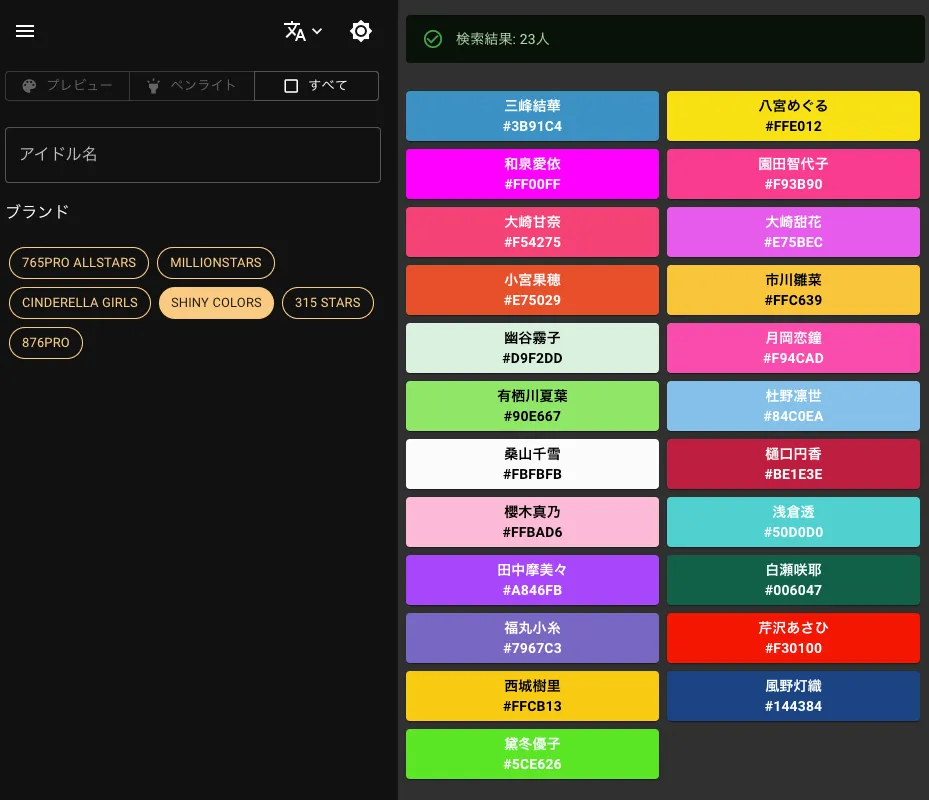 プレビュー
ペンライト
すべて
アイドル名
ブランド
765PRO ALLSTARS
MILLIONSTARS
CINDERELLA GIRLS
SHINY COLORS
315 STARS
876PRO
検索結果: 23人
三峰結華
#3B91C4
八宮めぐる
#FFE012
和泉愛依
#FF00FF
園田智代子
#F93B90
大崎甘奈
#F54275
大崎甜花
#E75BEC
小宮果穂
#E75029
市川雛菜
#FFC639
幽谷霧子
#D9F2DD
月岡恋鐘
#F94CAD
有栖川夏葉
#90E667
杜野凛世
#84C0EA
桑山千雪
#FBFBFB
樋口円香
#BE1E3E
櫻木真乃
#FFBAD6
浅倉透
#50D0D0
田中摩美々
#A846FB
白瀬咲耶
#006047
福丸小糸
#7967C3
芹沢あさひ
#F30100
西城樹里
#FFCB13
風野灯織
#144384
黛冬優子
#5CE626